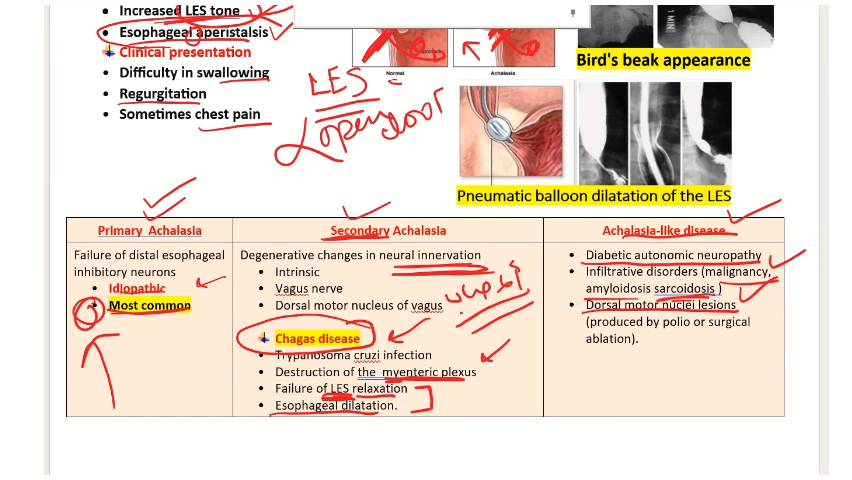 Increased LES tone
Esophageal aperistalsis
Clinical presentation
Difficulty in swallowing
Regurgitation
Sometimes chest pain
Normal
Achalasia
Bird's beak appearance
1 MIN
LES
open door
Pneumatic balloon dilatation of the LES
Primary Achalasia
Failure of distal esophageal
inhibitory neurons
Idiopathic
Most common
Secondary Achalasia
Degenerative changes in neural innervation
Intrinsic
Vagus nerve
Dorsal motor nucleus of vagus
Chagas disease
Trypanosoma cruzi infection
Destruction of the myenteric plexus
Failure of LES relaxation
Esophageal dilatation.
Achalasia-like disease
Diabetic autonomic neuropathy
Infiltrative disorders (malignancy,
amyloidosis sarcoidosis )
Dorsal motor nuclei lesions
(produced by polio or surgical
ablation).